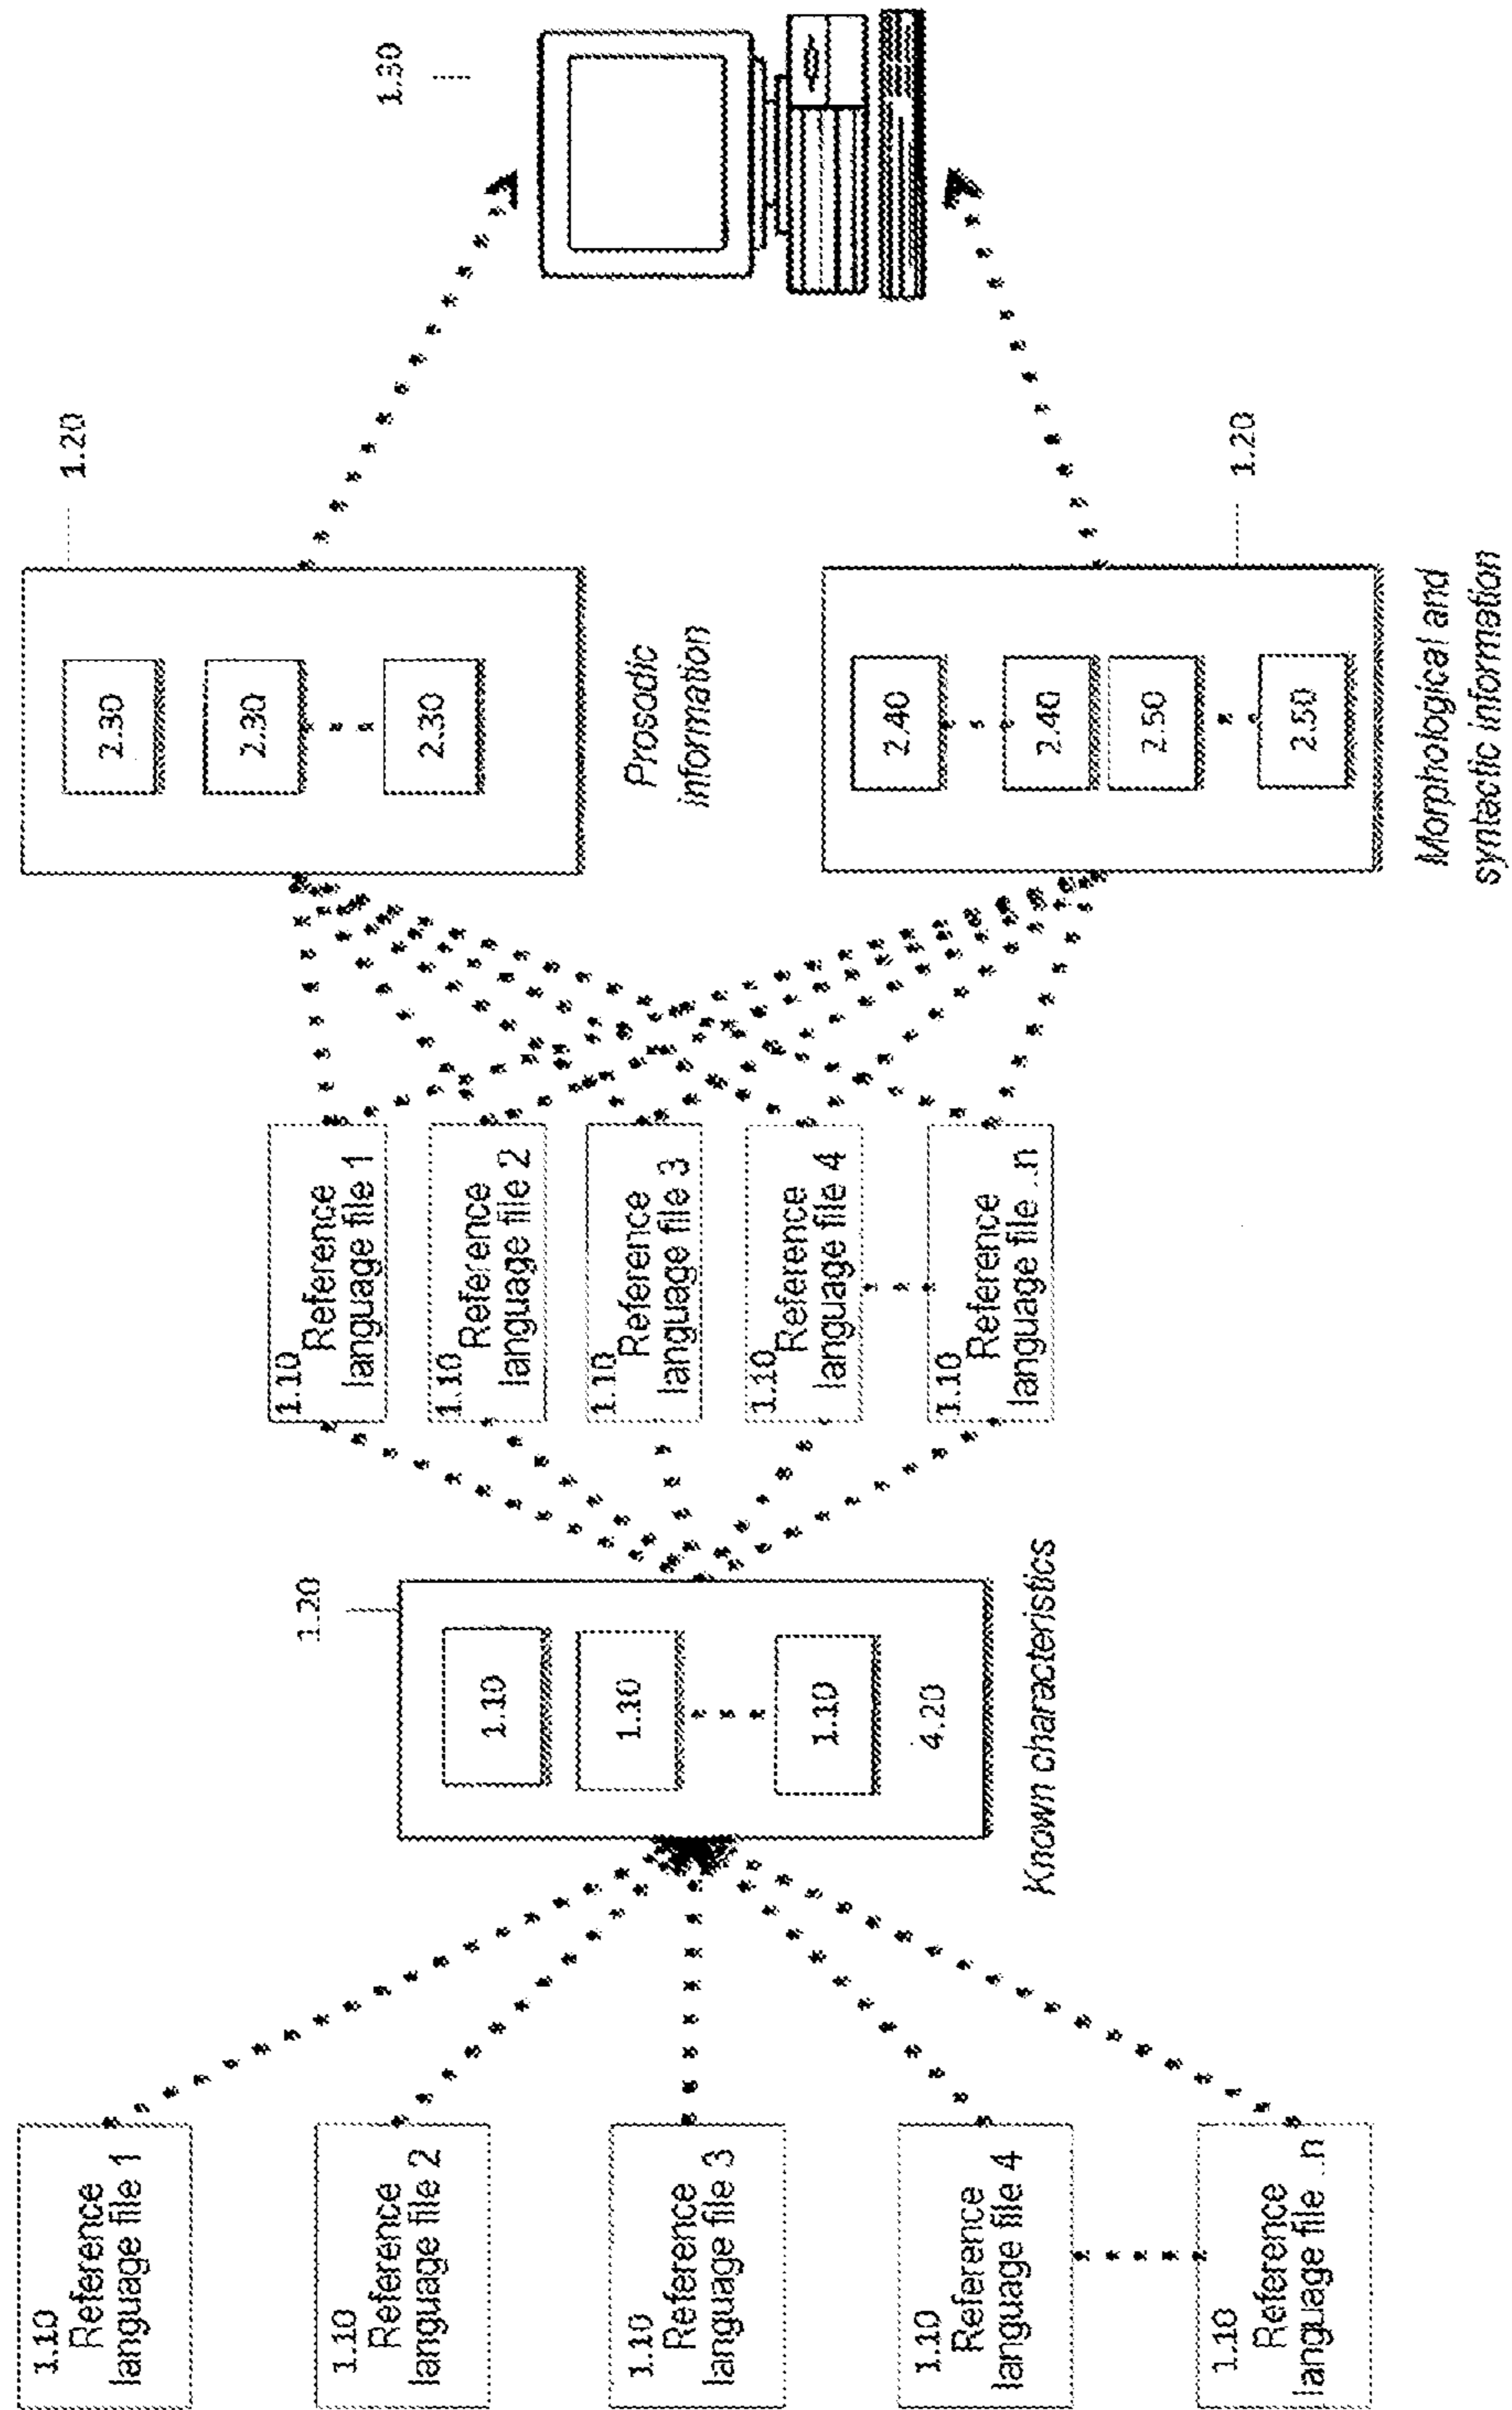 1.10
Reference
language file 1
1.10
Reference
language file 2
1.10
Reference
language file 3
1.10
Reference
language file 4
1.10
Reference
language file ..n
1.20
1.10
1.10
1.10
4.20
Known characteristics
1.10
Reference
language file 1
1.10
Reference
language file 2
1.10
Reference
language file 3
1.10
Reference
language file 4
1.10
Reference
language file ..n
1.20
2.30
2.30
2.30
Prosodic
information
1.20
2.40
2.40
2.50
2.50
Morphological and
syntactic information
1.30